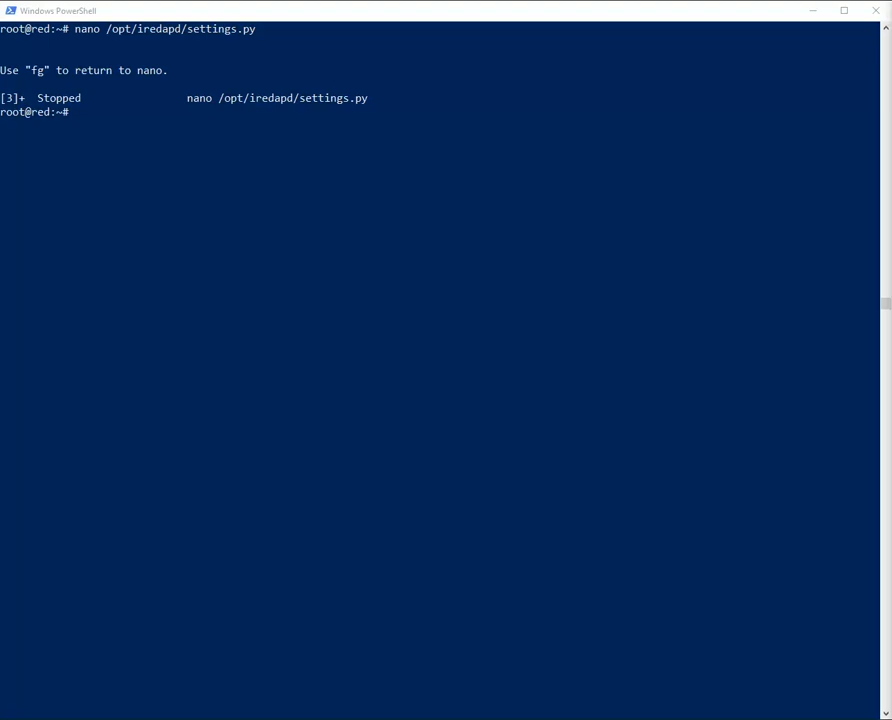 Windows PowerShell
root@red:~# nano /opt/iredapd/settings.py
Use "fg" to return to nano.
[3]+  Stopped                 nano /opt/iredapd/settings.py
root@red:~#